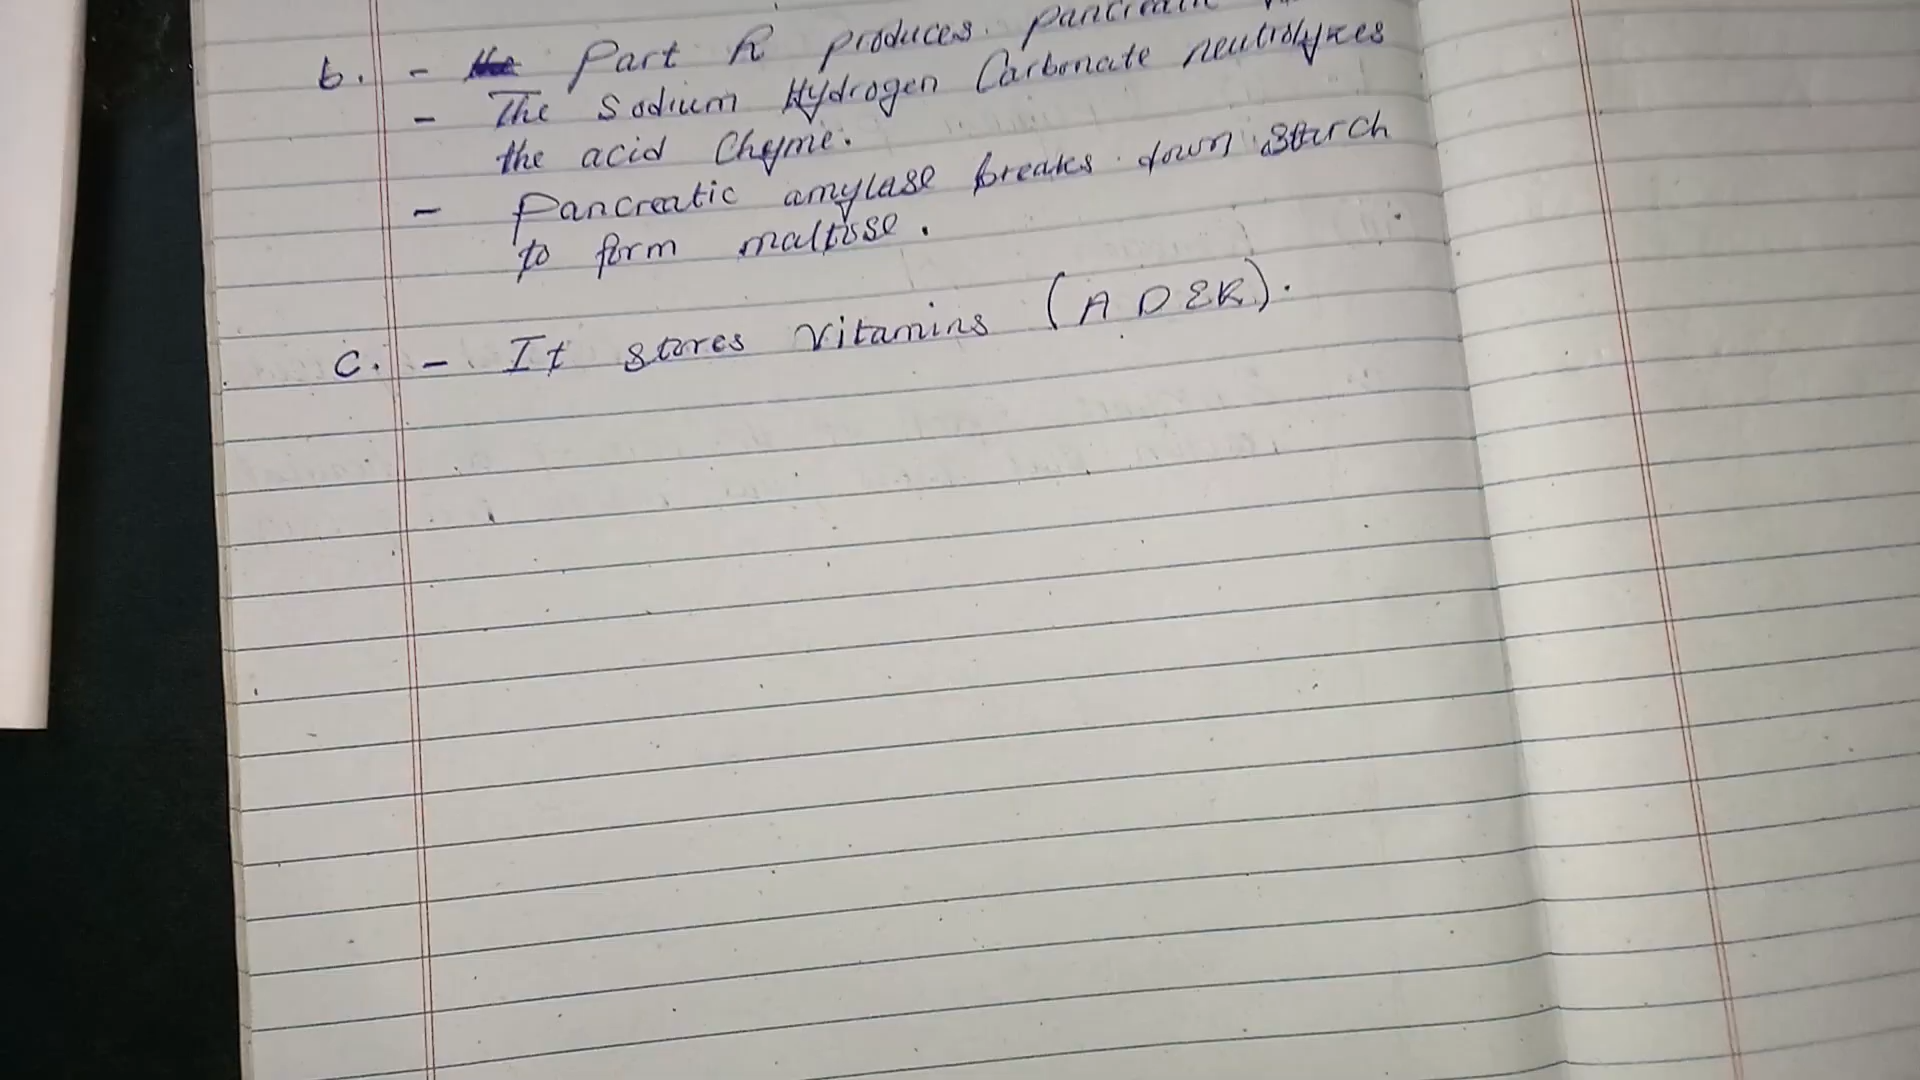 b. - Part R produces. pancreatic
- The Sodium Hydrogen Carbonate neutrolyzes
the acid Chyme.
- Pancreatic amylase breaks down starch
to form maltose.
C. - It stores Vitamins (A D E K).